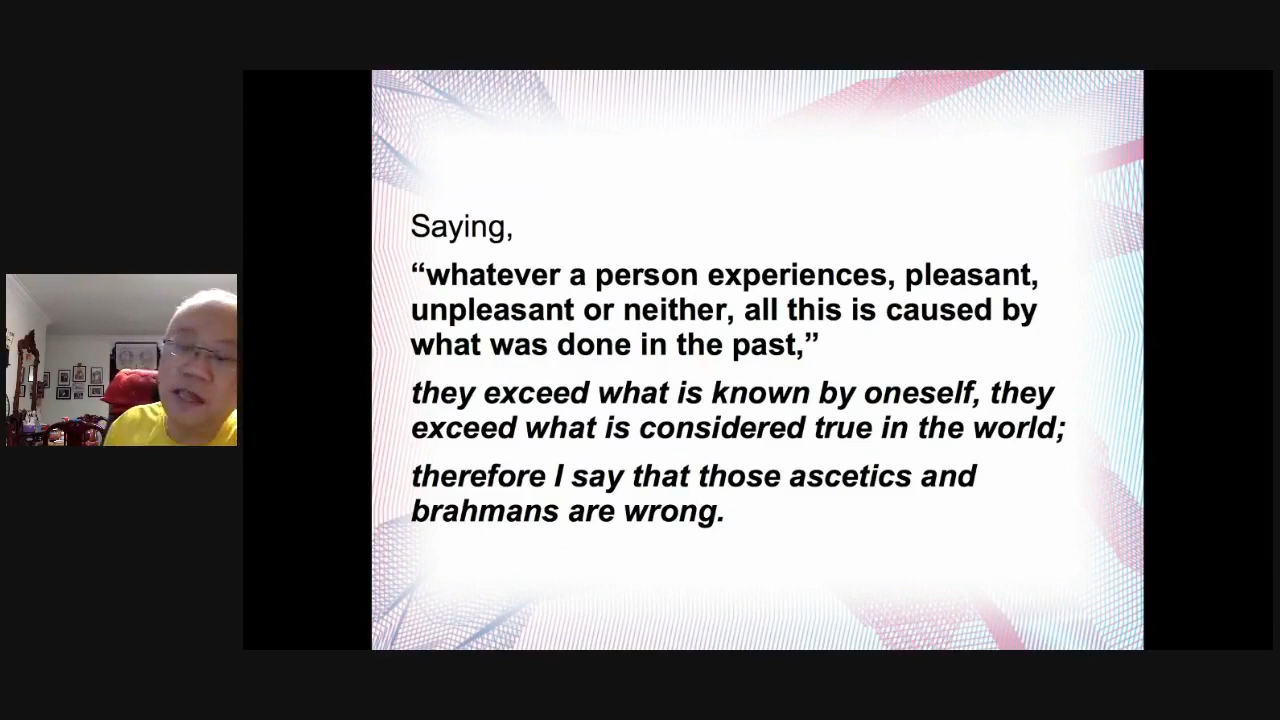 Saying,
“whatever a person experiences, pleasant,
unpleasant or neither, all this is caused by
what was done in the past,”
they exceed what is known by oneself, they
exceed what is considered true in the world;
therefore I say that those ascetics and
brahmans are wrong.